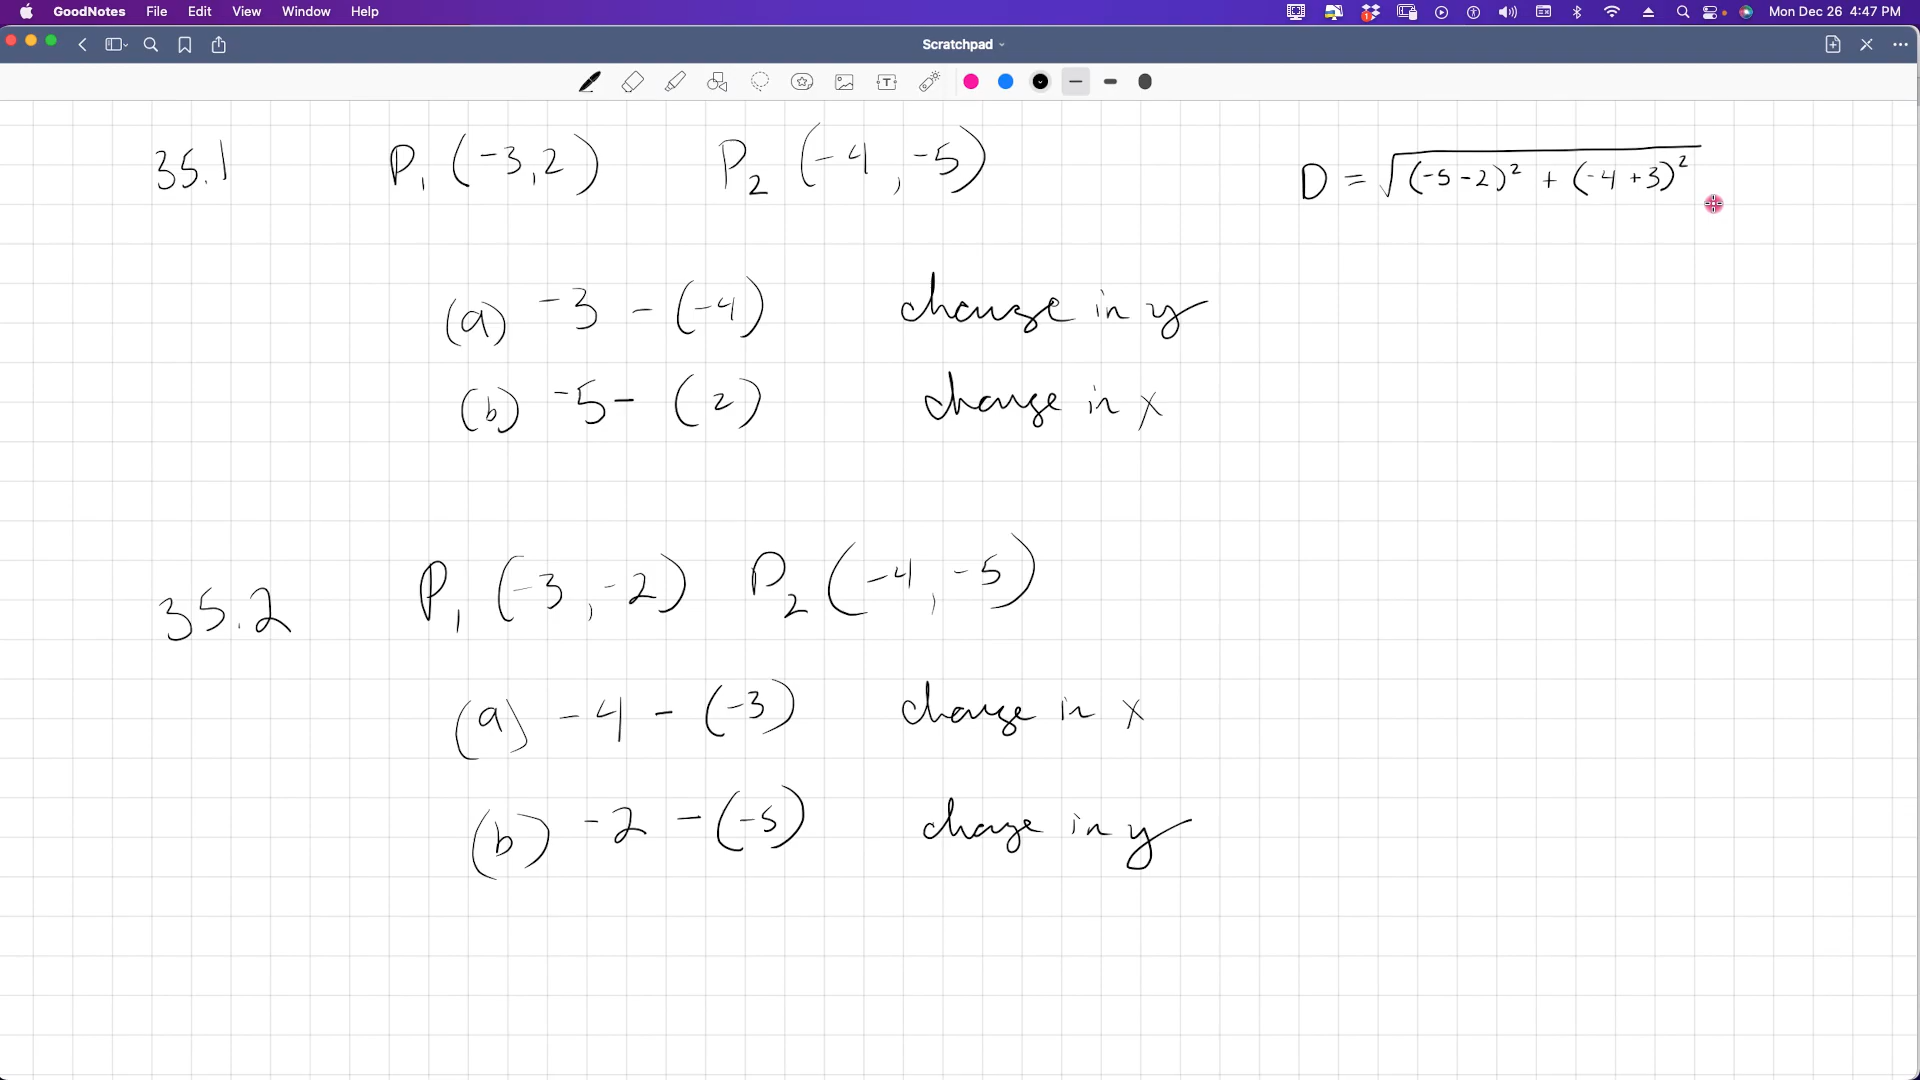 GoodNotes File Edit View Window Help Mon Dec 26 4:47 PM
Scratchpad
35.1 P₁ (-3,2) P₂ (-4, -5) D = √((-5-2)² + (-4+3)²)
(a) -3 - (-4) change in y
(b) -5 - (2) change in x
35.2 P₁ (-3, -2) P₂ (-4, -5)
(a) -4 - (-3) change in x
(b) -2 - (-5) change in y